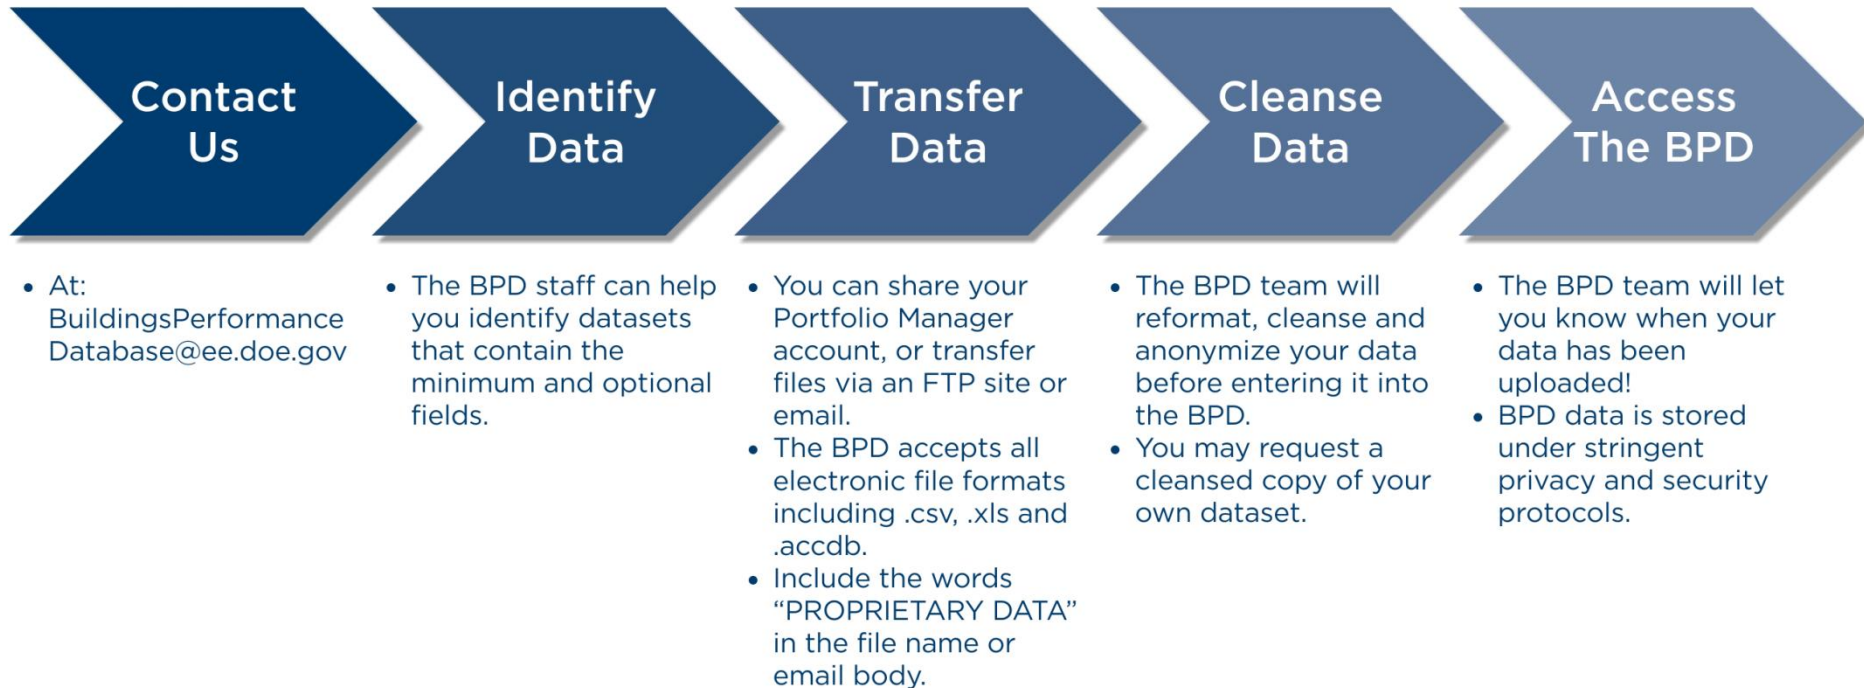 Contact
Us
Identify
Data
Transfer
Data
Cleanse
Data
Access
The BPD
• At:
BuildingsPerformance
Database@ee.doe.gov
• The BPD staff can help
you identify datasets
that contain the
minimum and optional
fields.
• You can share your
Portfolio Manager
account, or transfer
files via an FTP site or
email.
• The BPD accepts all
electronic file formats
including .csv, .xls and
.accdb.
• Include the words
“PROPRIETARY DATA”
in the file name or
email body.
• The BPD team will
reformat, cleanse and
anonymize your data
before entering it into
the BPD.
• You may request a
cleansed copy of your
own dataset.
• The BPD team will let
you know when your
data has been
uploaded!
• BPD data is stored
under stringent
privacy and security
protocols.